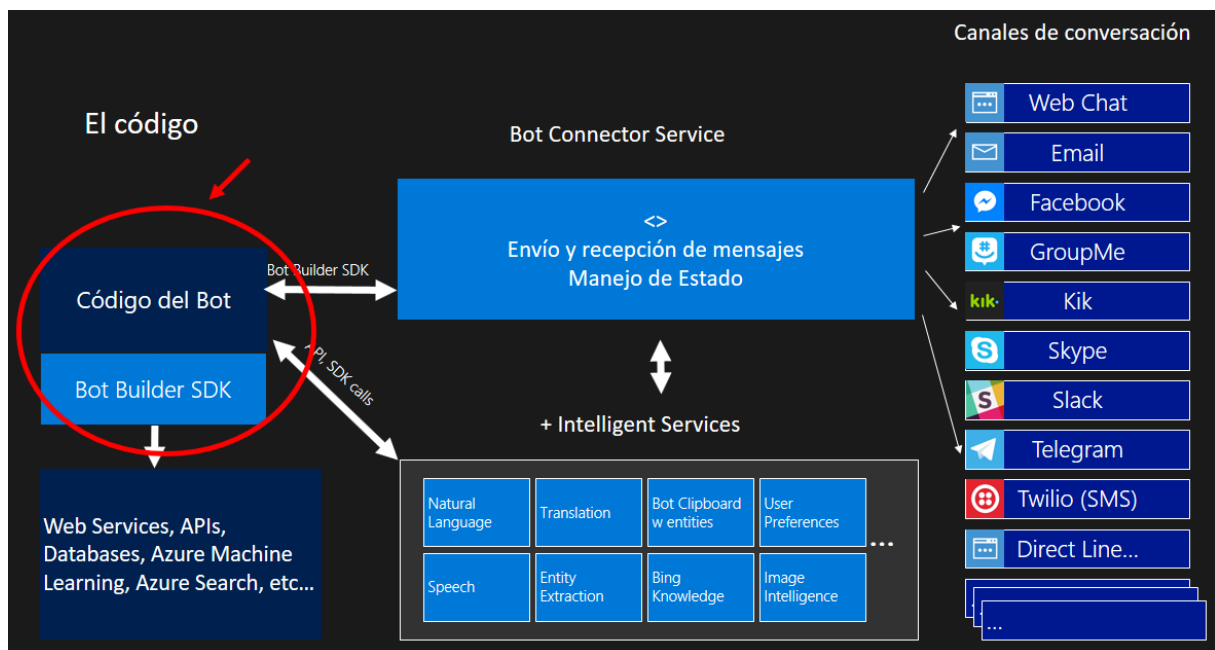 Canales de conversación
El código
Bot Connector Service
<>
Envío y recepción de mensajes
Manejo de Estado
Código del Bot
Bot Builder SDK
Bot Builder SDK
API, SDK calls
Web Services, APIs,
Databases, Azure Machine
Learning, Azure Search, etc...
+ Intelligent Services
Natural
Language
Translation
Bot Clipboard
w entities
User
Preferences
...
Speech
Entity
Extraction
Bing
Knowledge
Image
Intelligence
Web Chat
Email
Facebook
GroupMe
kik.
Kik
Skype
Slack
Telegram
Twilio (SMS)
Direct Line...
...